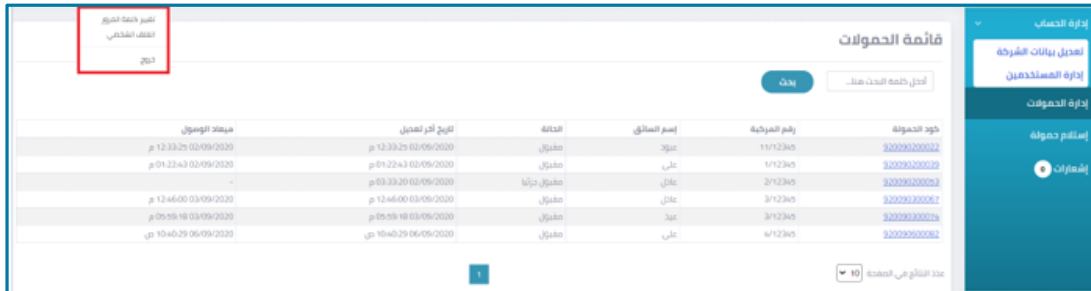 إدارة الحساب
تعديل بيانات الشركة
إدارة المستخدمين
إدارة الحمولات
إستلام حمولة
إشعارات 0
تغيير كلمة المرور
الملف الشخصي
خروج
قائمة الحمولات
أدخل كلمة البحث هنا...
بحث
كود الحمولة رقم المركبة إسم السائق الحالة تاريخ أخر تعديل ميعاد الوصول
920090200022 11/12345 عبود مقبول 02/09/2020 12:33:25 م 02/09/2020 12:33:25 م
920090200039 1/12345 على مقبول 02/09/2020 01:22:43 م 02/09/2020 01:22:43 م
920090200053 2/12345 عادل مقبول جزئيا 02/09/2020 03:33:20 م -
920090300067 3/12345 عادل مقبول 03/09/2020 12:46:00 م 03/09/2020 12:46:00 م
920090300074 3/12345 مقبول 03/09/2020 05:59:18 م 03/09/2020 05:59:18 م
920090600082 4/12345 على مقبول 06/09/2020 10:40:29 ص 06/09/2020 10:40:29 ص
عدد النتائج في الصفحة 10
1